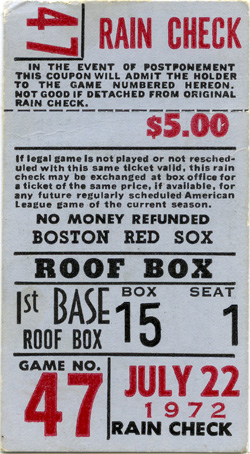 47
RAIN CHECK
IN THE EVENT OF POSTPONEMENT
THIS COUPON WILL ADMIT THE HOLDER
TO THE GAME NUMBERED HEREON.
NOT GOOD IF DETACHED FROM ORIGINAL
RAIN CHECK.
$5.00
If legal game is not played or not resched-
uled with this same ticket valid, this rain
check may be exchanged at box office for
a ticket of the same price, if available, for
any future regularly scheduled American
League game of the current season.
NO MONEY REFUNDED
BOSTON RED SOX
ROOF BOX
1st BASE
ROOF BOX
BOX
15
SEAT
1
GAME NO.
47
JULY 22
1972
RAIN CHECK